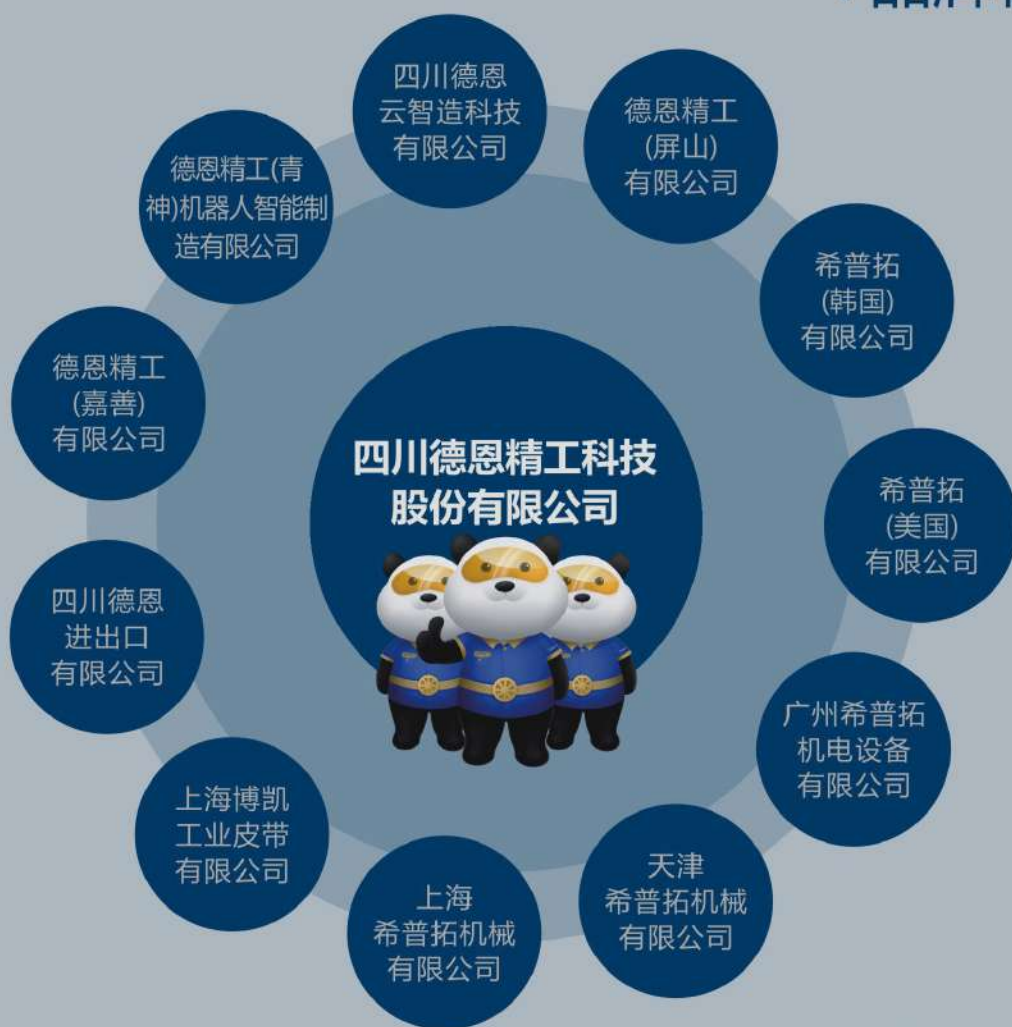 四川德恩
云智造科技
有限公司
德恩精工
(屏山)
有限公司
希普拓
(韩国)
有限公司
希普拓
(美国)
有限公司
广州希普拓
机电设备
有限公司
天津
希普拓机械
有限公司
上海
希普拓机械
有限公司
上海博凯
工业皮带
有限公司
四川德恩
进出口
有限公司
德恩精工
(嘉善)
有限公司
德恩精工(青
神)机器人智能制
造有限公司
四川德恩精工科技
股份有限公司